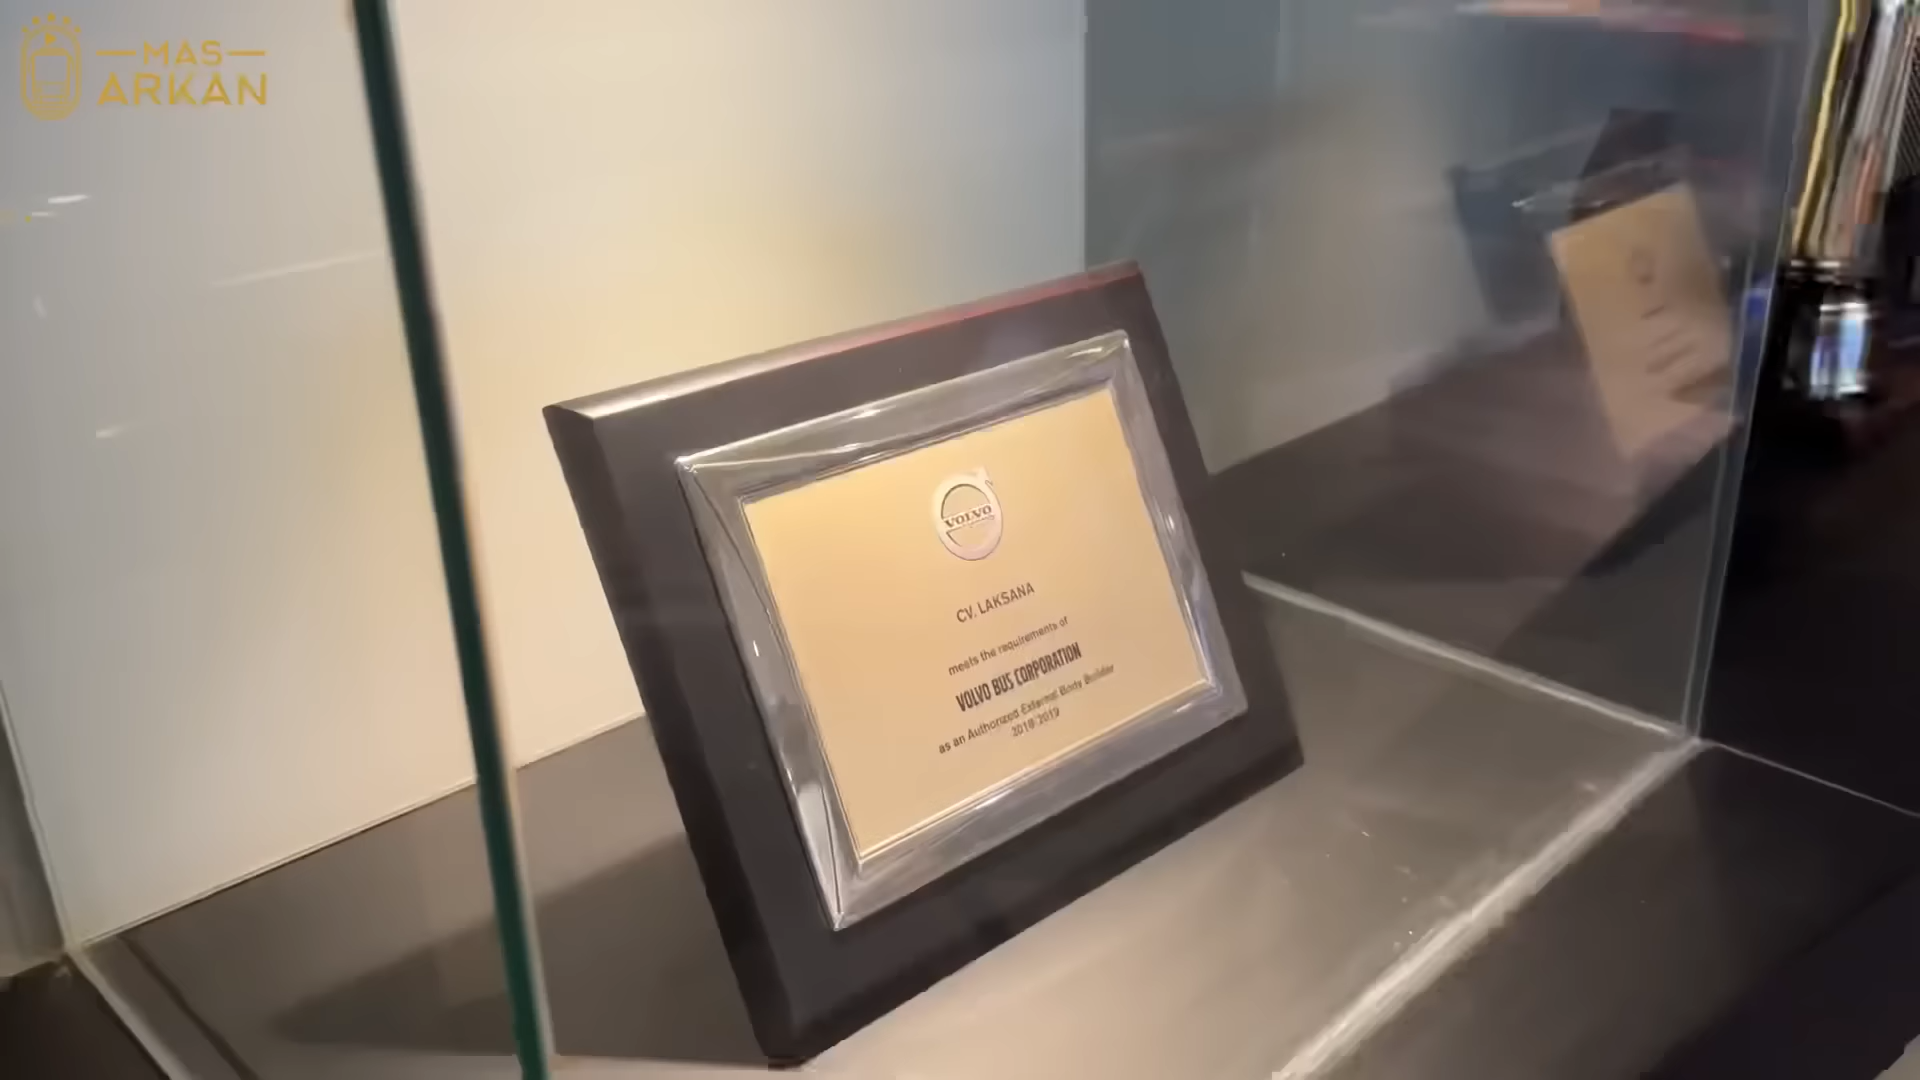 MAS
ARKAN
VOLVO
CV. LAKSANA
meets the requirements of
VOLVO BUS CORPORATION
as an Authorized External Body Builder
2018-2019